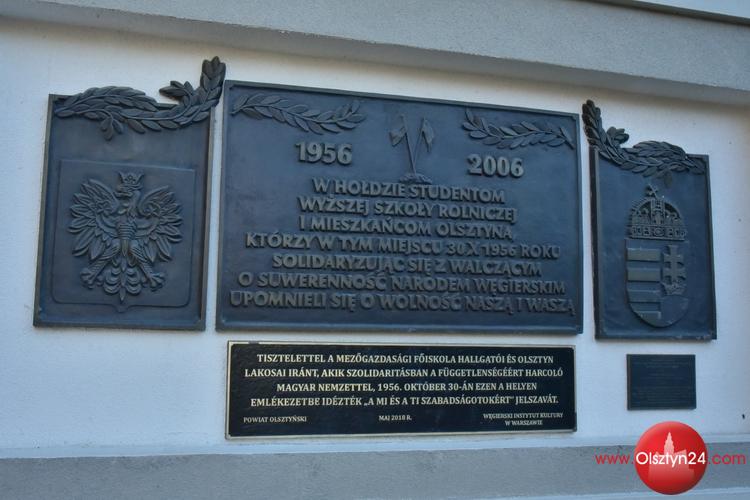 1956
2006
W HOŁDZIE STUDENTOM
WYŻSZEJ SZKOŁY ROLNICZEJ
I MIESZKAŃCOM OLSZTYNA,
KTÓRZY W TYM MIEJSCU 30.X 1956 ROKU
SOLIDARYZUJĄC SIĘ Z WALCZĄCYM
O SUWERENNOŚĆ NARODEM WĘGIERSKIM
UPOMNIELI SIĘ O WOLNOŚĆ NASZĄ I WASZĄ
TISZTELETTEL A MEZŐGAZDASÁGI FŐISKOLA HALLGATÓI ÉS OLSZTYN
LAKOSAI IRÁNT, AKIK SZOLIDARITÁSBAN A FÜGGETLENSÉGÉÉRT HARCOLÓ
MAGYAR NEMZETTEL, 1956. OKTÓBER 30-ÁN EZEN A HELYEN
EMLÉKEZETBE IDÉZTÉK „A MI ÉS A TI SZABADSÁGOTOKÉRT” JELSZAVÁT.
POWIAT OLSZTYŃSKI MAJ 2018 R. WĘGIERSKI INSTYTUT KULTURY
W WARSZAWIE
www.Olsztyn24.com